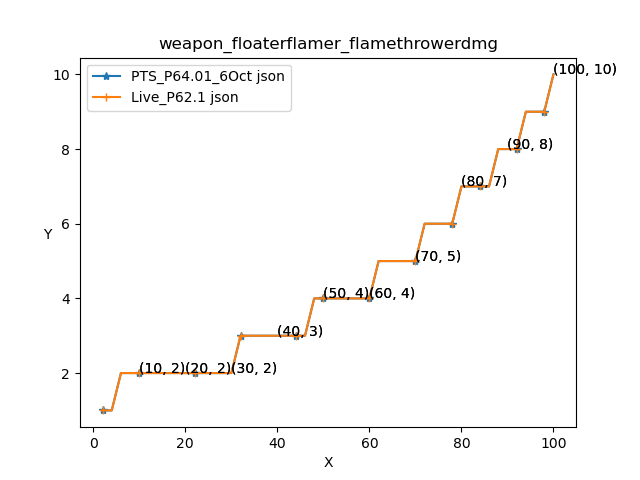 weapon_floaterflamer_flamethrowerdmg
PTS_P64.01_6Oct json
Live_P62.1 json
(100, 10)
(90, 8)
(80, 7)
(70, 5)
(50, 4)(60, 4)
(40, 3)
(10, 2)(20, 2)(30, 2)
Y
10
8
6
4
2
0 20 40 60 80 100
X